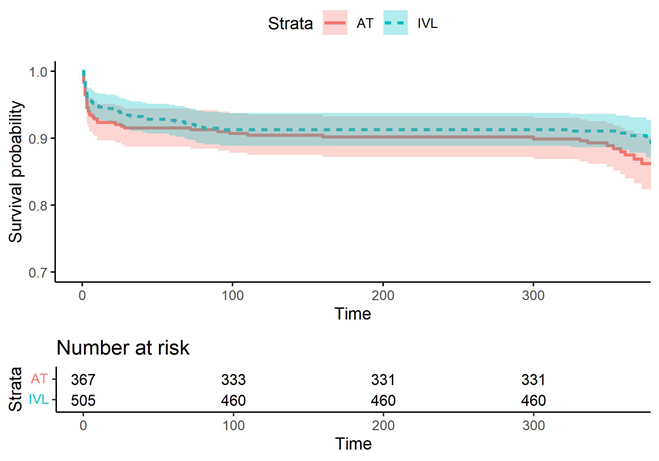 Strata AT IVL
Survival probability
1.0
0.9
0.8
0.7
0 100 200 300
Time
Number at risk
Strata
AT 367 333 331 331
IVL 505 460 460 460
0 100 200 300
Time